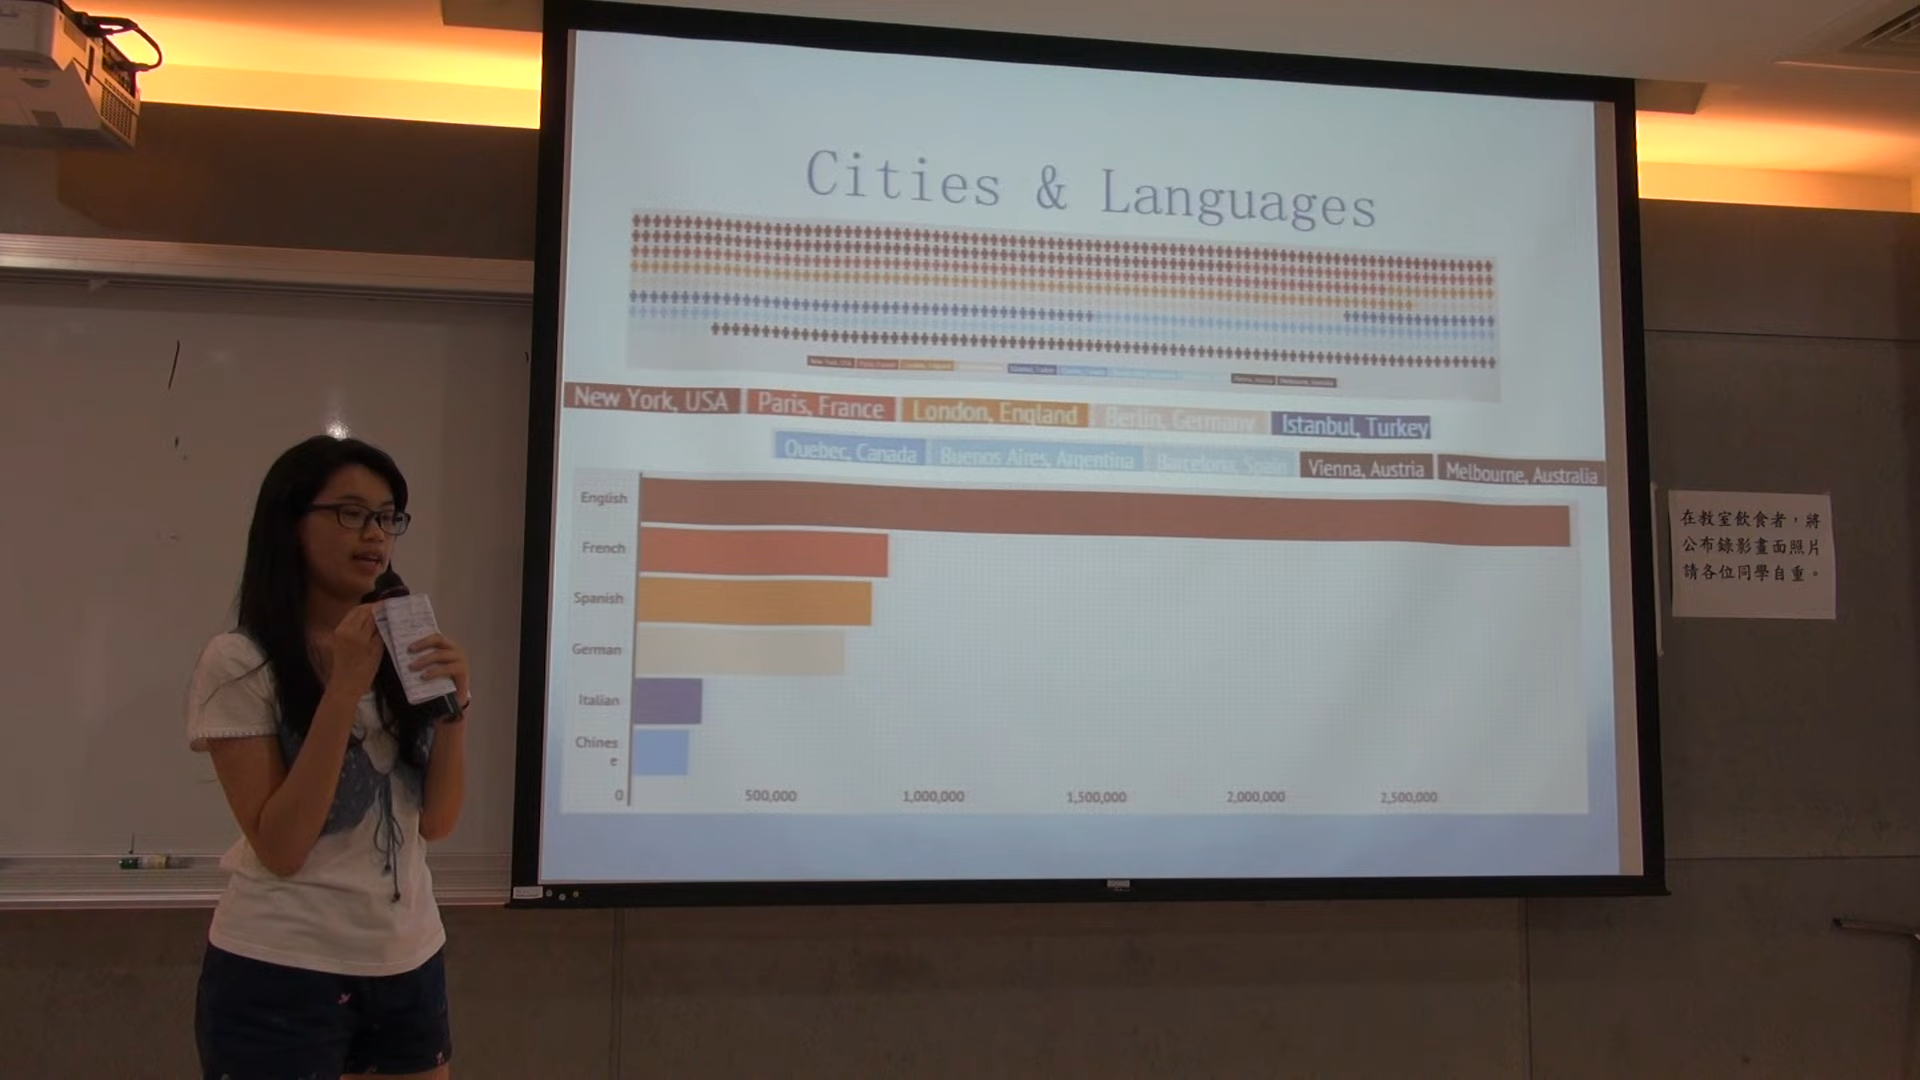 Cities & Languages
New York, USA
Paris, France
London, England
Berlin, Germany
Istanbul, Turkey
Quebec, Canada
Buenos Aires, Argentina
Barcelona, Spain
Vienna, Austria
Melbourne, Australia
English
French
Spanish
German
Italian
Chines
e
0 500,000 1,000,000 1,500,000 2,000,000 2,500,000
在教室飲食者,將
公布錄影畫面照片
請各位同學自重。